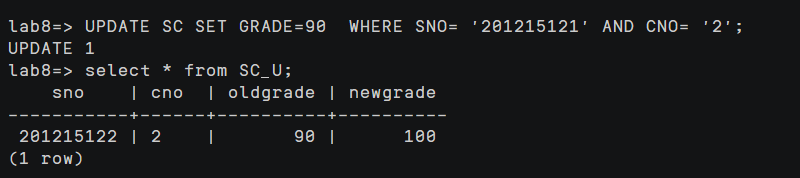 lab8=> UPDATE SC SET GRADE=90  WHERE SNO= '201215121' AND CNO= '2';
UPDATE 1
lab8=> select * from SC_U;
    sno    | cno  | oldgrade | newgrade
-----------+------+----------+----------
 201215122 | 2    |       90 |      100
(1 row)